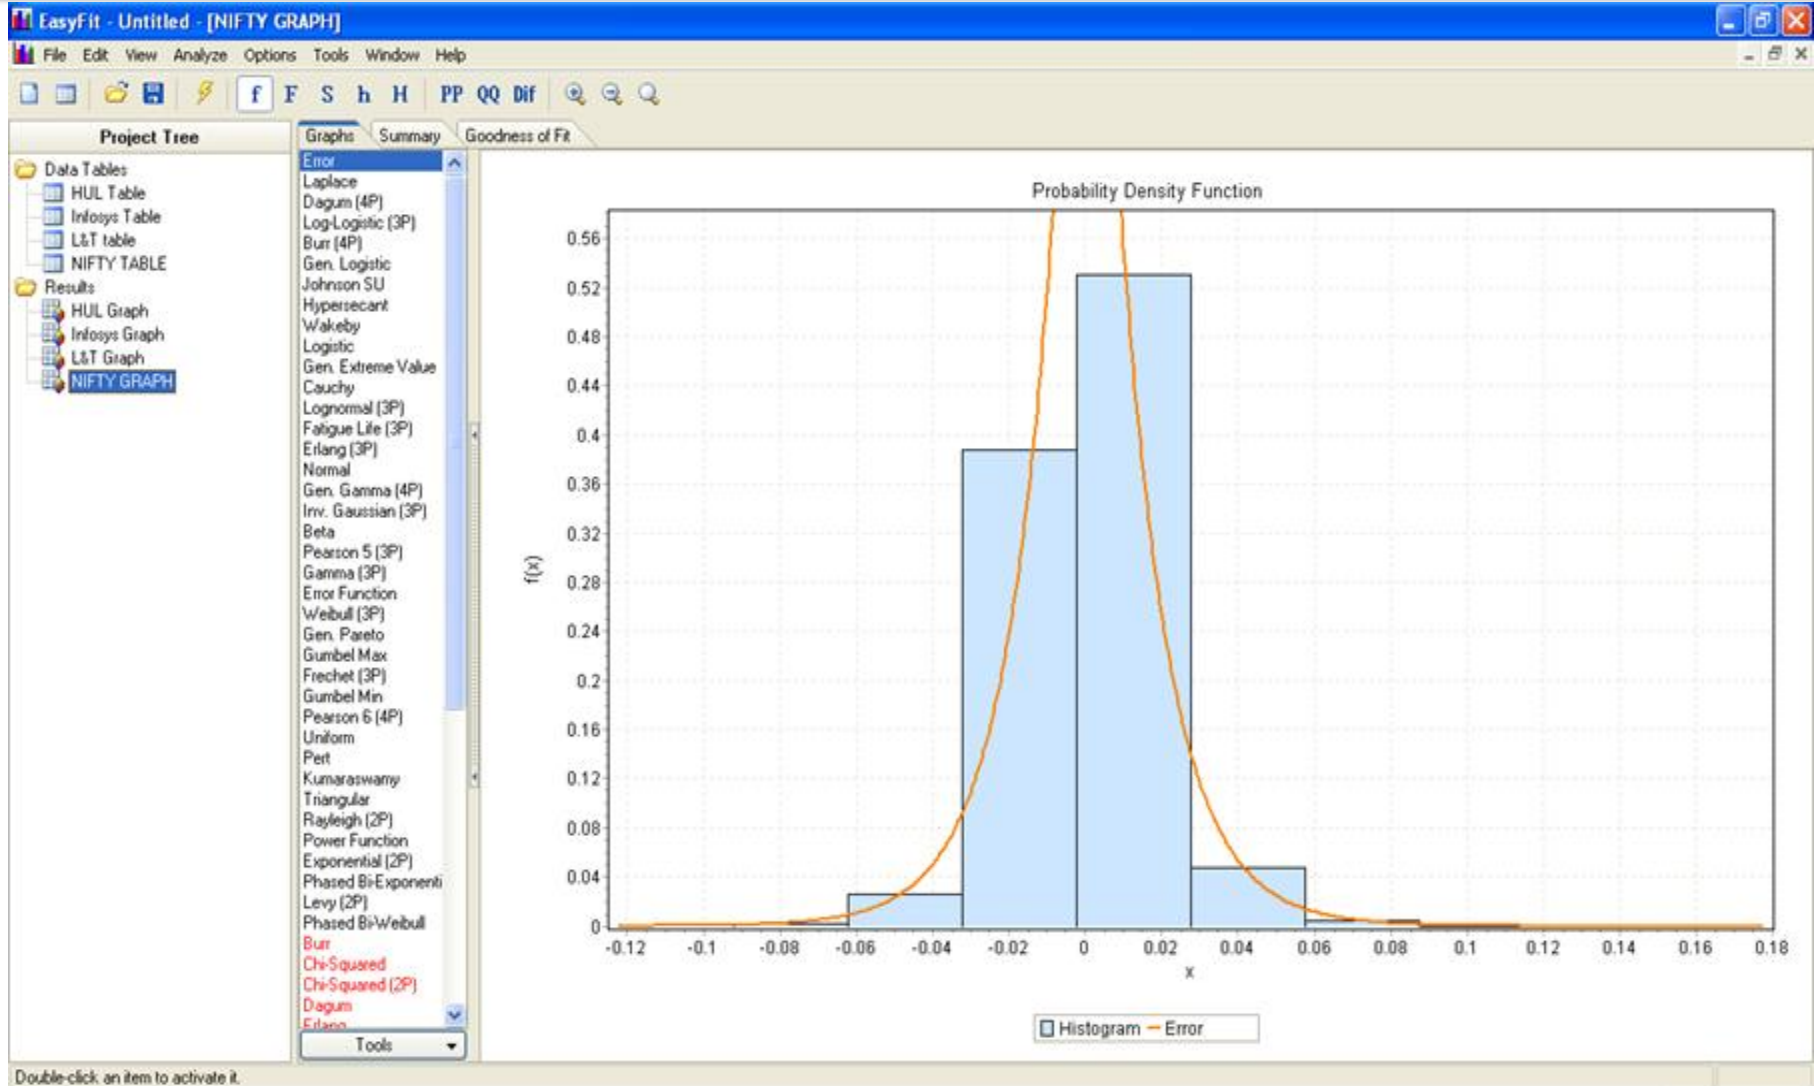 EasyFit - Untitled - [NIFTY GRAPH]
File Edit View Analyze Options Tools Window Help
f F S h H PP QQ Dif
Project Tree
Data Tables
HUL Table
Infosys Table
L&T table
NIFTY TABLE
Results
HUL Graph
Infosys Graph
L&T Graph
NIFTY GRAPH
Graphs Summary Goodness of Fit
Error
Laplace
Dagum (4P)
Log-Logistic (3P)
Burr (4P)
Gen. Logistic
Johnson SU
Hypersecant
Wakeby
Logistic
Gen. Extreme Value
Cauchy
Lognormal (3P)
Fatigue Life (3P)
Erlang (3P)
Normal
Gen. Gamma (4P)
Inv. Gaussian (3P)
Beta
Pearson 5 (3P)
Gamma (3P)
Error Function
Weibull (3P)
Gen. Pareto
Gumbel Max
Frechet (3P)
Gumbel Min
Pearson 6 (4P)
Uniform
Pert
Kumaraswamy
Triangular
Rayleigh (2P)
Power Function
Exponential (2P)
Phased Bi-Exponenti
Levy (2P)
Phased Bi-Weibull
Burr
Chi-Squared
Chi-Squared (2P)
Dagum
Erlang
Tools
Probability Density Function
f(x)
0.56
0.52
0.48
0.44
0.4
0.36
0.32
0.28
0.24
0.2
0.16
0.12
0.08
0.04
0
-0.12 -0.1 -0.08 -0.06 -0.04 -0.02 0 0.02 0.04 0.06 0.08 0.1 0.12 0.14 0.16 0.18
x
Histogram Error
Double-click an item to activate it.